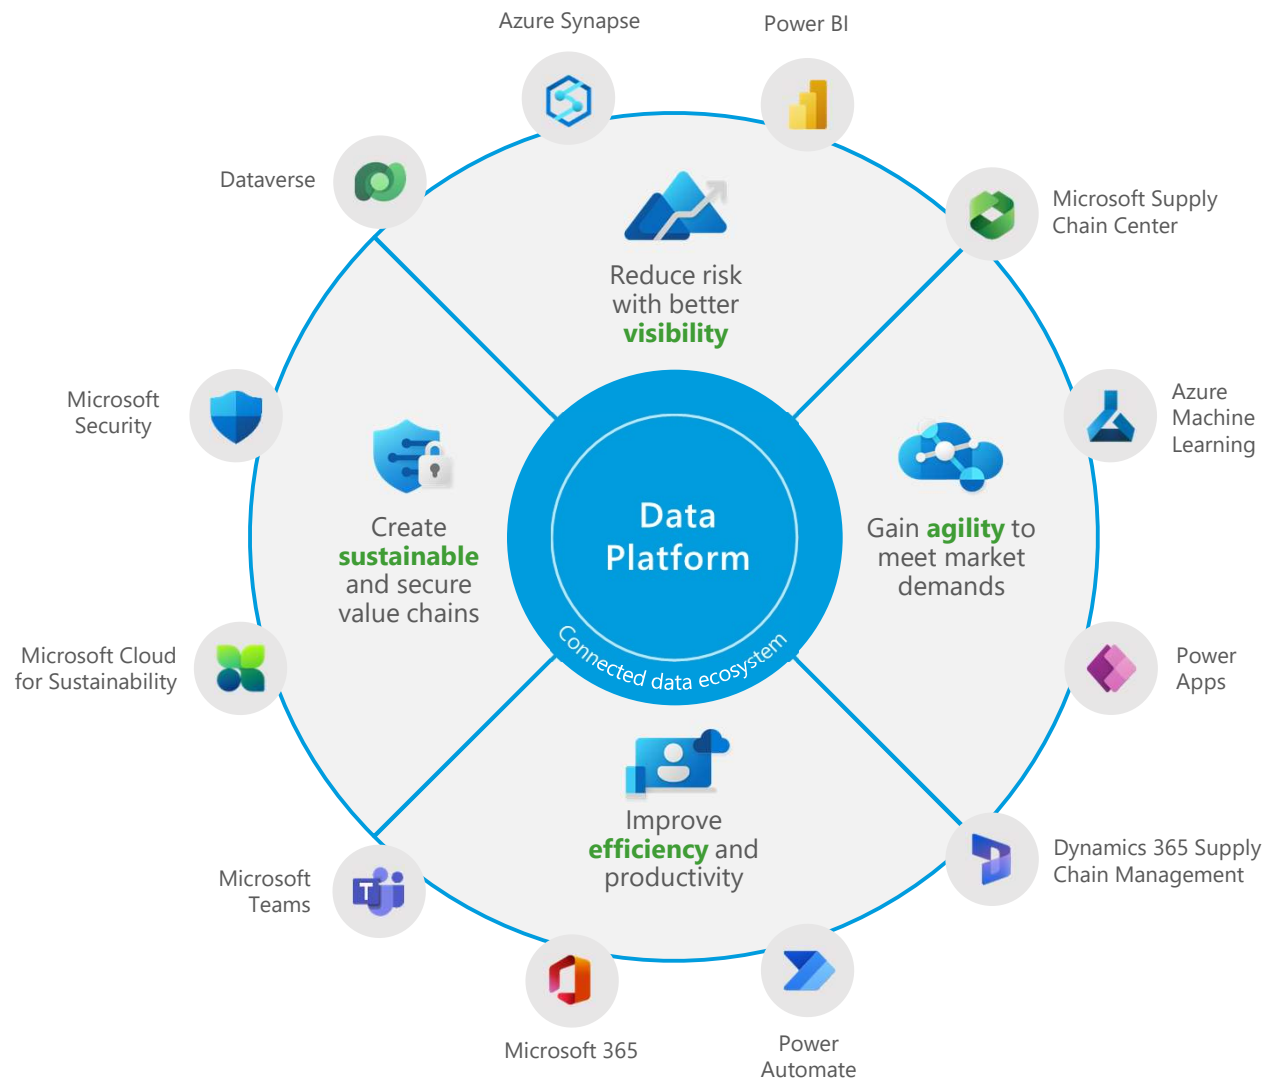 Azure Synapse
Power BI
Dataverse
Microsoft Supply
Chain Center
Reduce risk
with better
visibility
Microsoft
Security
Azure
Machine
Learning
Create
sustainable
and secure
value chains
Data
Platform
Connected data ecosystem
Gain agility to
meet market
demands
Microsoft Cloud
for Sustainability
Power
Apps
Improve
efficiency and
productivity
Microsoft
Teams
T
Dynamics 365 Supply
Chain Management
Microsoft 365
Power
Automate